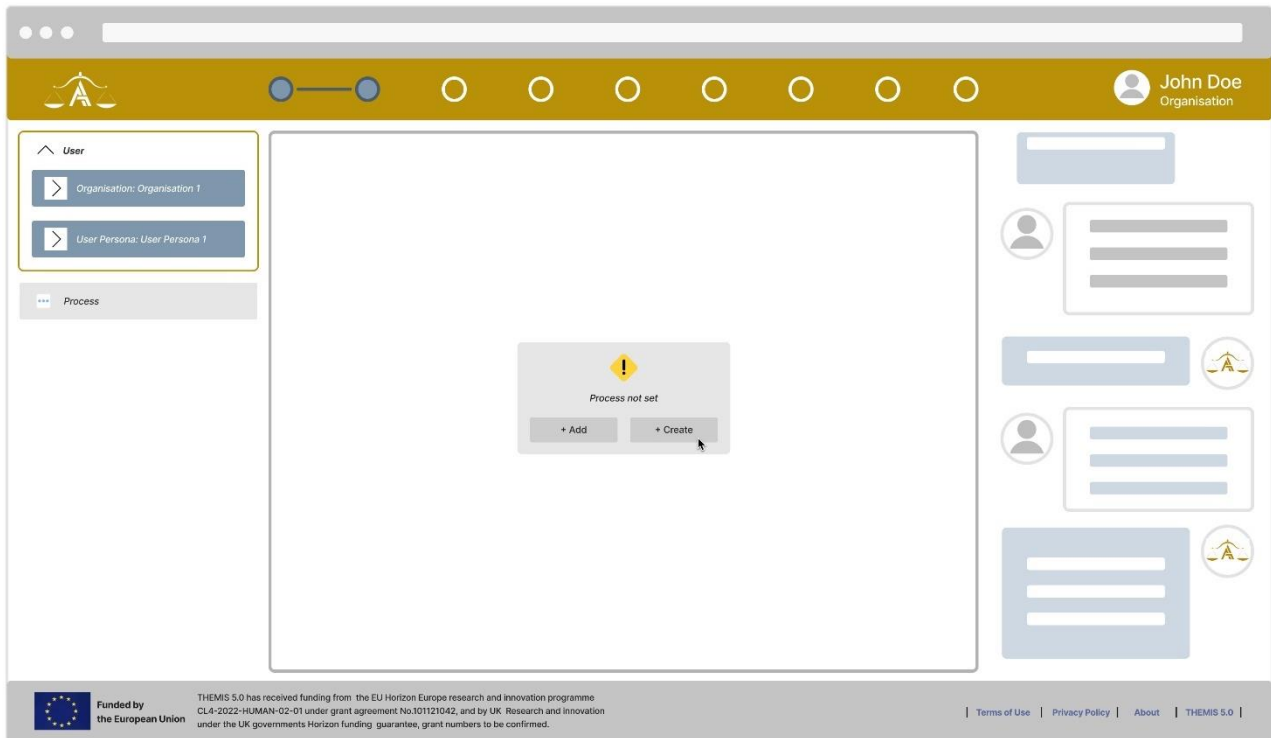 John Doe
Organisation
User
Organisation: Organisation 1
User Persona: User Persona 1
Process
Process not set
+ Add
+ Create
Funded by
the European Union
THEMIS 5.0 has received funding from the EU Horizon Europe research and innovation programme
CL4-2022-HUMAN-02-01 under grant agreement No.101121042, and by UK Research and Innovation
under the UK governments Horizon funding guarantee, grant numbers to be confirmed.
| Terms of Use | Privacy Policy | About | THEMIS 5.0 |